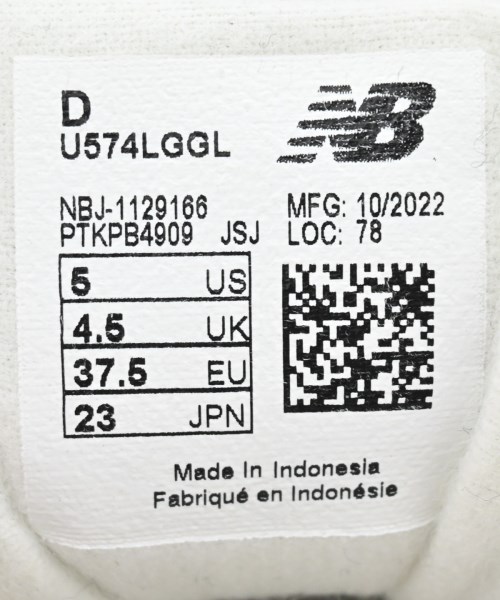 D
U574LGGL
NB
NBJ-1129166
PTKPB4909 JSJ
MFG: 10/2022
LOC: 78
5 US
4.5 UK
37.5 EU
23 JPN
Made In Indonesia
Fabriqué en Indonésie